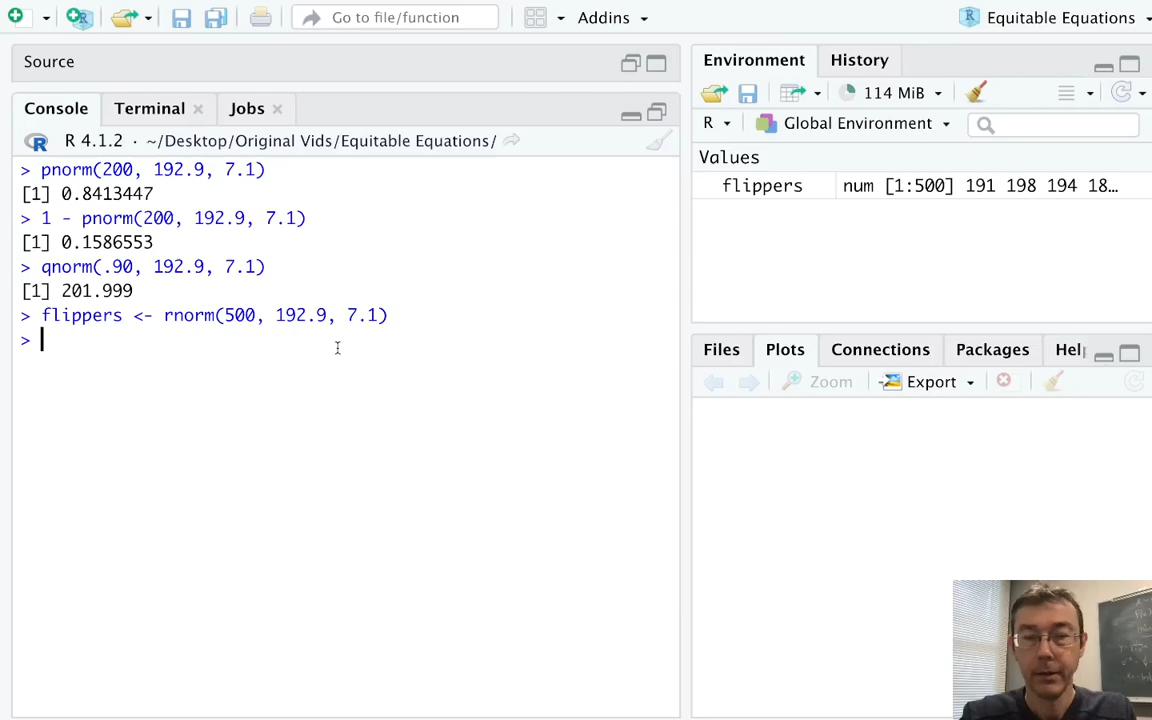 Go to file/function
Addins
Equitable Equations
Source
Console
Terminal
Jobs
R 4.1.2 · ~/Desktop/Original Vids/Equitable Equations/
> pnorm(200, 192.9, 7.1)
[1] 0.8413447
> 1 - pnorm(200, 192.9, 7.1)
[1] 0.1586553
> qnorm(.90, 192.9, 7.1)
[1] 201.999
> flippers <- rnorm(500, 192.9, 7.1)
>
Environment
History
114 MiB
R
Global Environment
Values
flippers num [1:500] 191 198 194 18…
Files
Plots
Connections
Packages
Hel
Zoom
Export